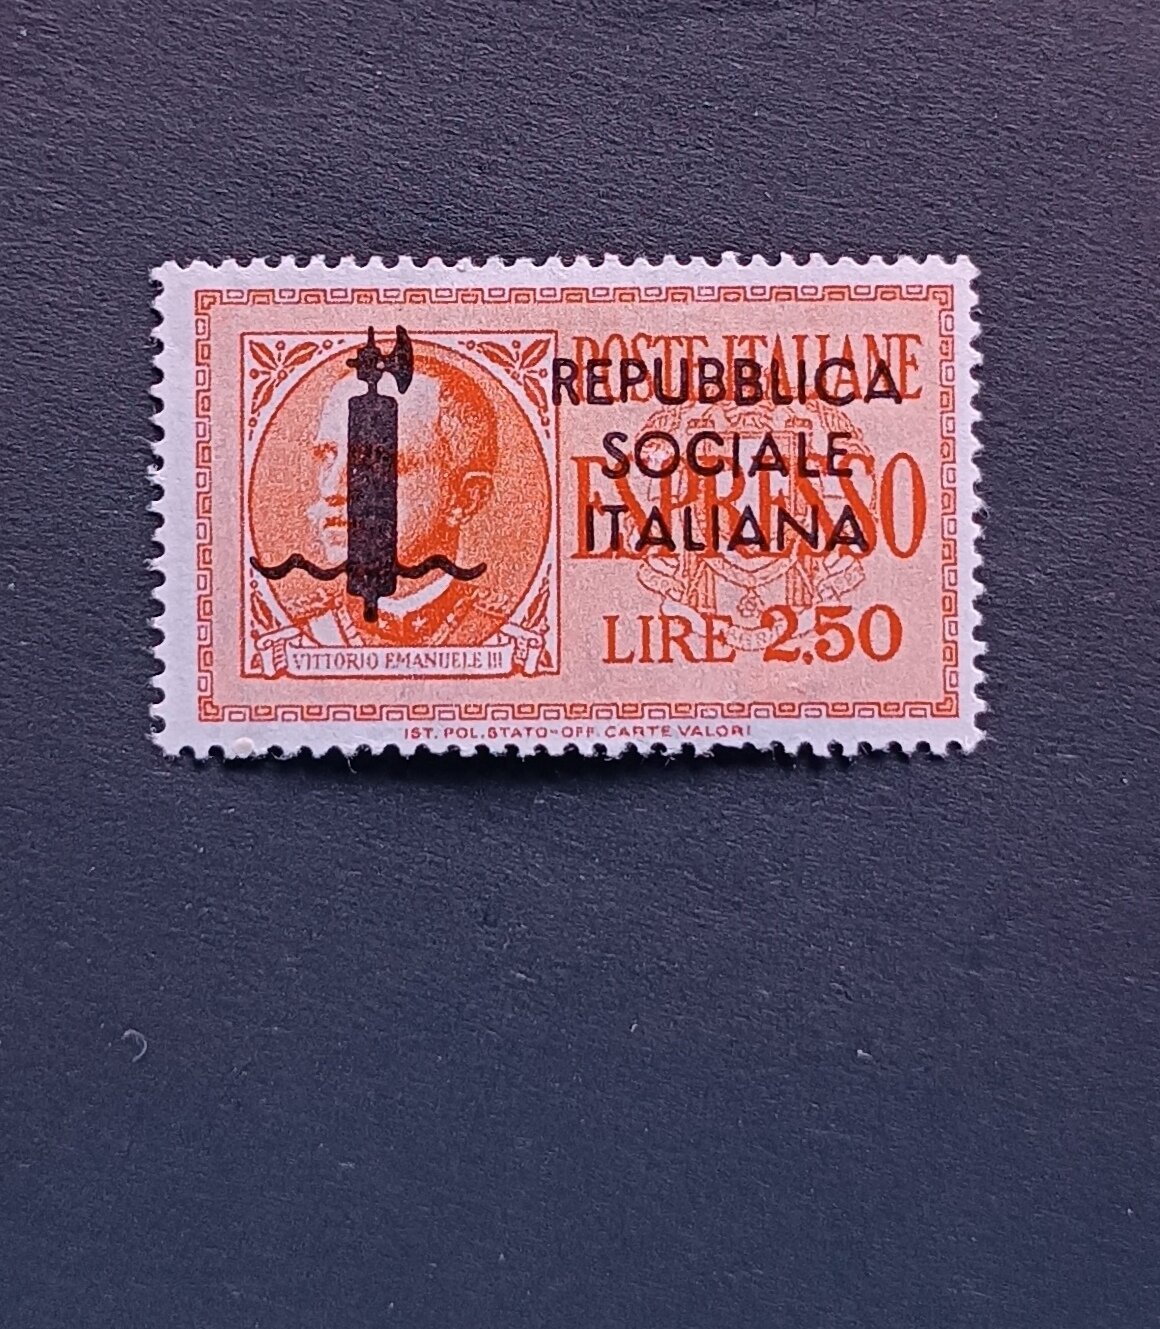 POSTE ITALIANE
REPUBBLICA
SOCIALE
ESPRESSO
ITALIANA
LIRE 2,50
VITTORIO EMANUELE III
IST. POL. STATO-OFF. CARTE VALORI